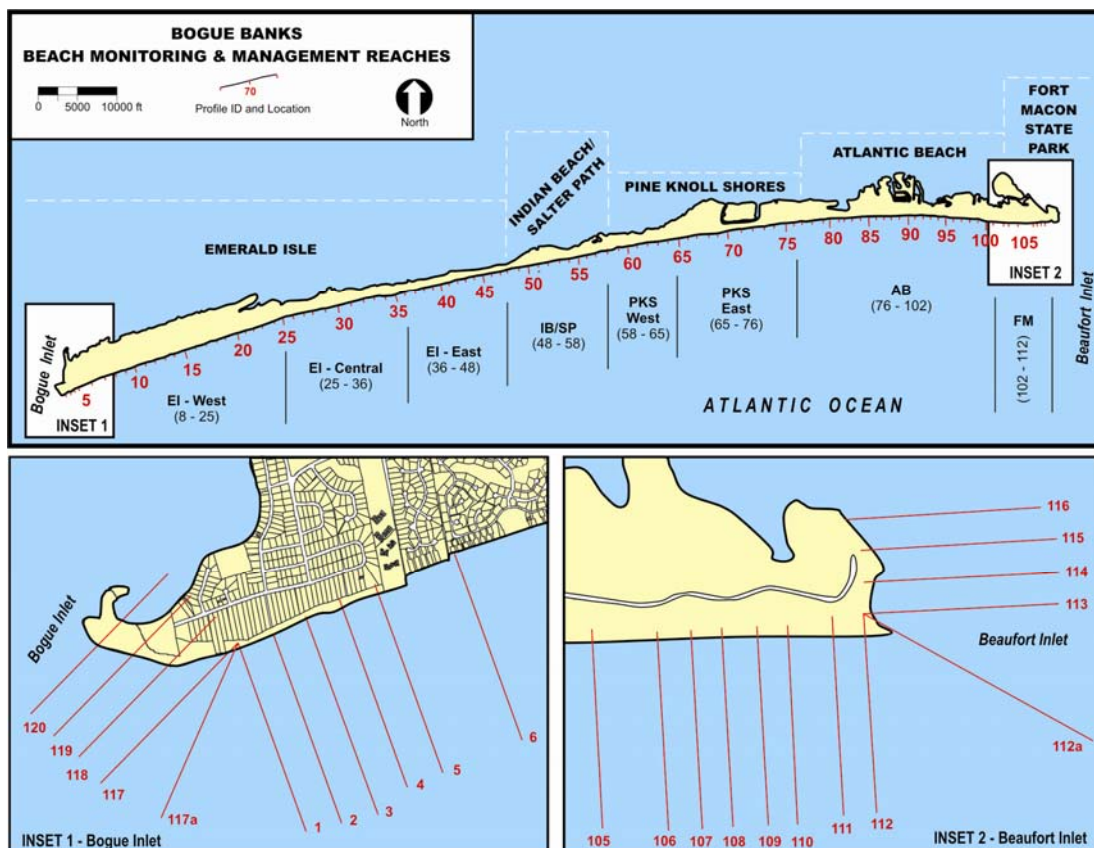 BOGUE BANKS
BEACH MONITORING & MANAGEMENT REACHES
0 5000 10000 ft
70
Profile ID and Location
North
FORT
MACON
STATE
PARK
ATLANTIC BEACH
INDIAN BEACH/
SALTER PATH
PINE KNOLL SHORES
EMERALD ISLE
5 10 15 20 25 30 35 40 45 50 55 60 65 70 75 80 85 90 95 100 105
INSET 2
Bogue Inlet
INSET 1
Beaufort Inlet
EI - West
(8 - 25)
EI - Central
(25 - 36)
EI - East
(36 - 48)
IB/SP
(48 - 58)
PKS
West
(58 - 65)
PKS
East
(65 - 76)
AB
(76 - 102)
FM
(102 - 112)
ATLANTIC OCEAN
Bogue Inlet
120
119
118
117
117a
1
2
3
4
5
6
INSET 1 - Bogue Inlet
116
115
114
113
Beaufort Inlet
112a
105
106
107
108
109
110
111
112
INSET 2 - Beaufort Inlet